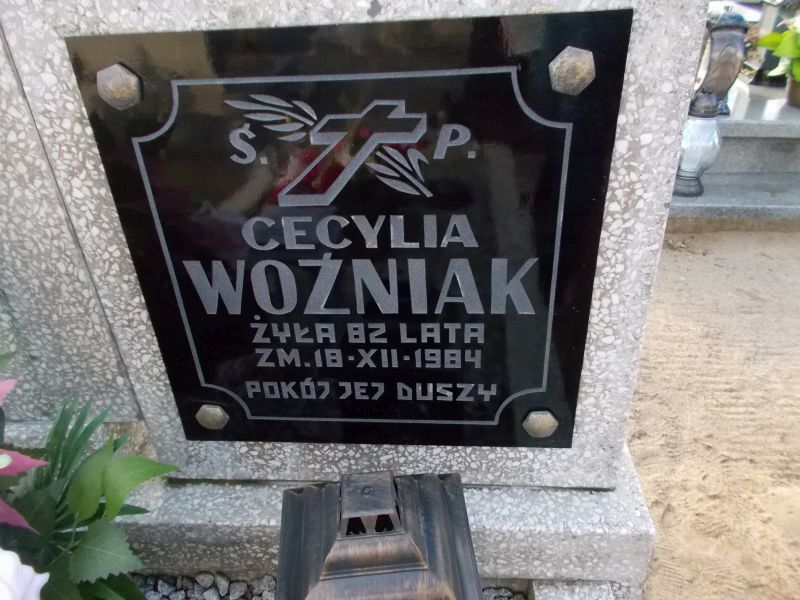 Ś. P.
CECYLIA
WOŹNIAK
ŻYŁA 82 LATA
ZM. 18-XII-1984
POKÓJ JEJ DUSZY